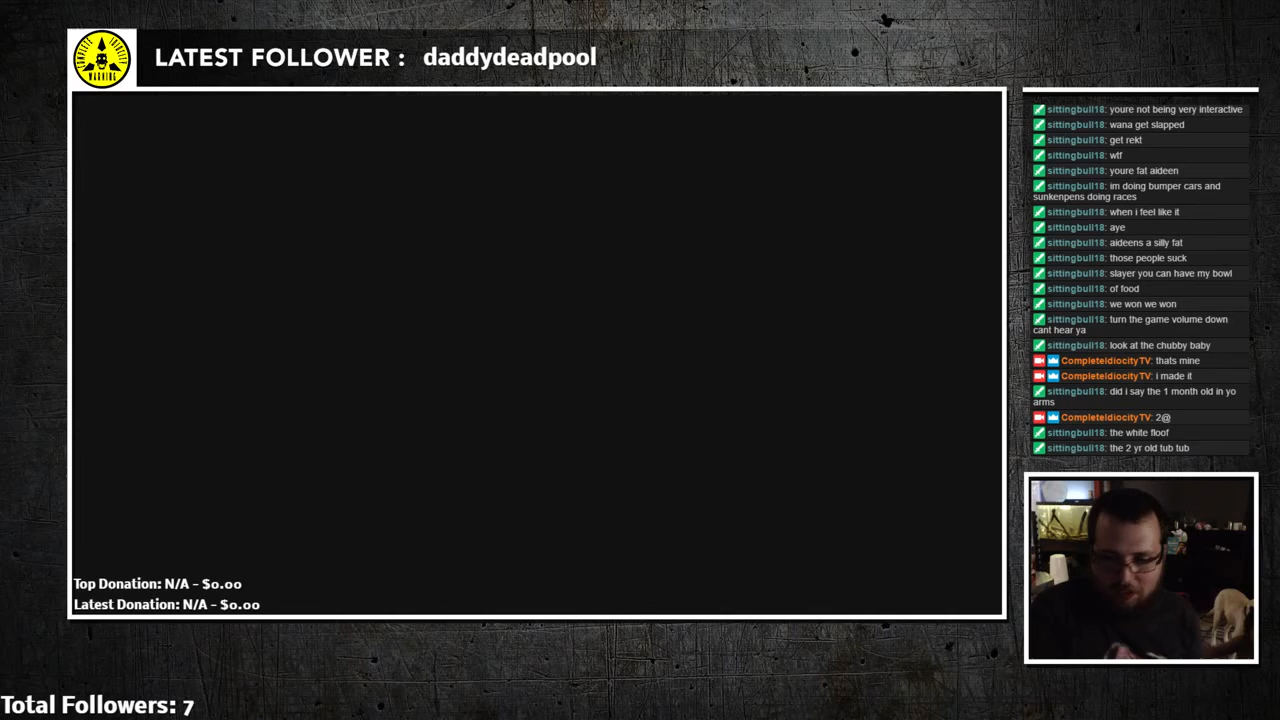 COMPLETE IDIOCITY
WARNING
LATEST FOLLOWER : daddydeadpool
sittingbull18: youre not being very interactive
sittingbull18: wana get slapped
sittingbull18: get rekt
sittingbull18: wtf
sittingbull18: youre fat aideen
sittingbull18: im doing bumper cars and
sunkenpens doing races
sittingbull18: when i feel like it
sittingbull18: aye
sittingbull18: aideens a silly fat
sittingbull18: those people suck
sittingbull18: slayer you can have my bowl
sittingbull18: of food
sittingbull18: we won we won
sittingbull18: turn the game volume down
cant hear ya
sittingbull18: look at the chubby baby
CompleteIdiocityTV: thats mine
CompleteIdiocityTV: i made it
sittingbull18: did i say the 1 month old in yo
arms
CompleteIdiocityTV: 2@
sittingbull18: the white floof
sittingbull18: the 2 yr old tub tub
Top Donation: N/A - $0.00
Latest Donation: N/A - $0.00
Total Followers: 7